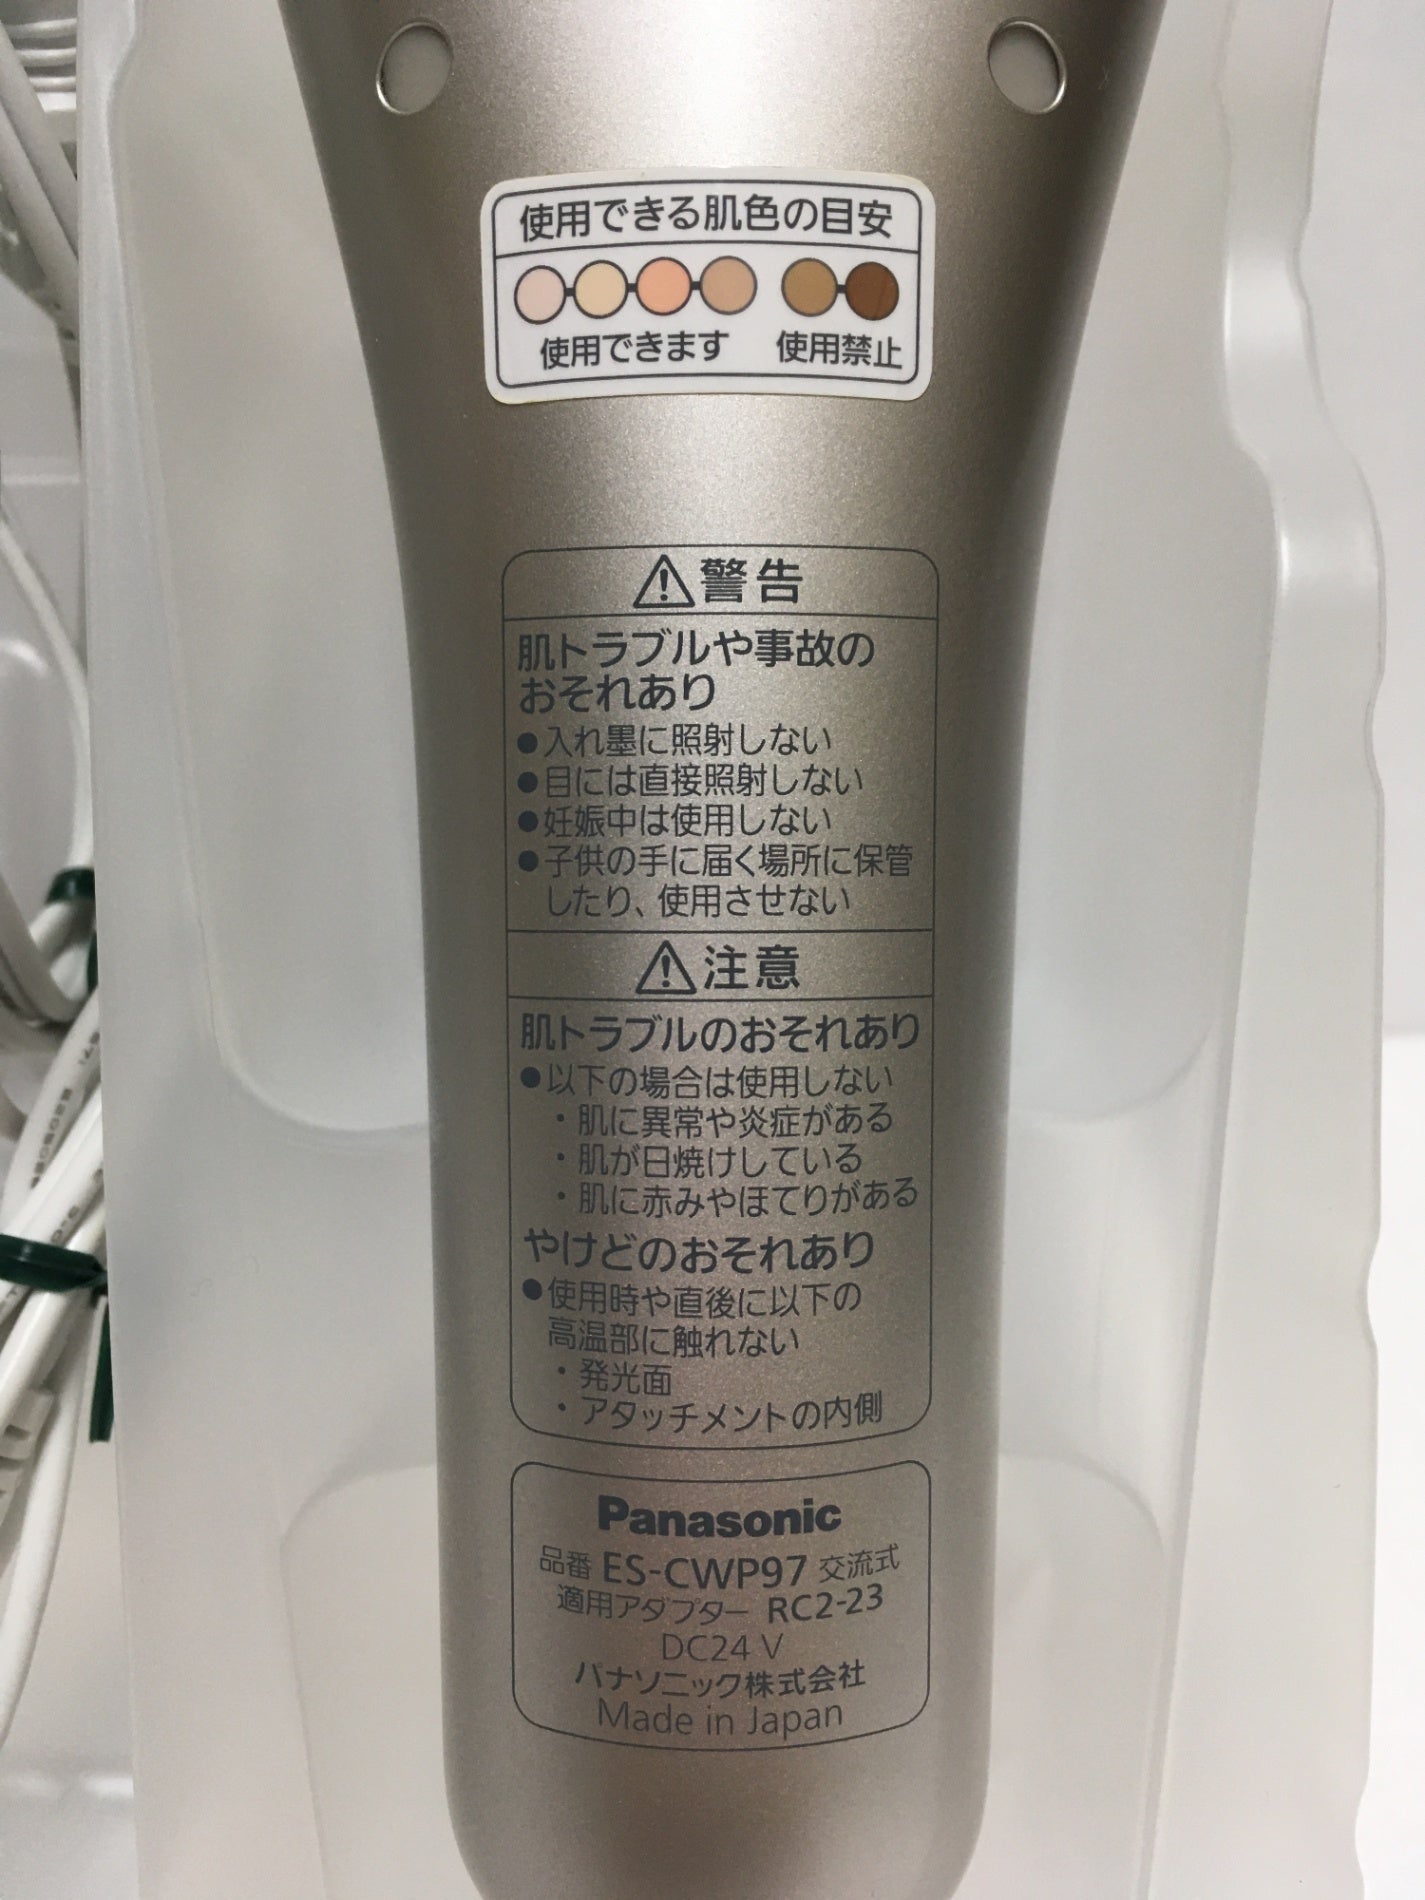 使用できる肌色の目安
使用できます 使用禁止
⚠警告
肌トラブルや事故の
おそれあり
●入れ墨に照射しない
●目には直接照射しない
●妊娠中は使用しない
●子供の手に届く場所に保管
したり、使用させない
⚠注意
肌トラブルのおそれあり
●以下の場合は使用しない
・肌に異常や炎症がある
・肌が日焼けしている
・肌に赤みやほてりがある
やけどのおそれあり
●使用時や直後に以下の
高温部に触れない
・発光面
・アタッチメントの内側
Panasonic
品番 ES-CWP97 交流式
適用アダプター RC2-23
DC24 V
パナソニック株式会社
Made in Japan